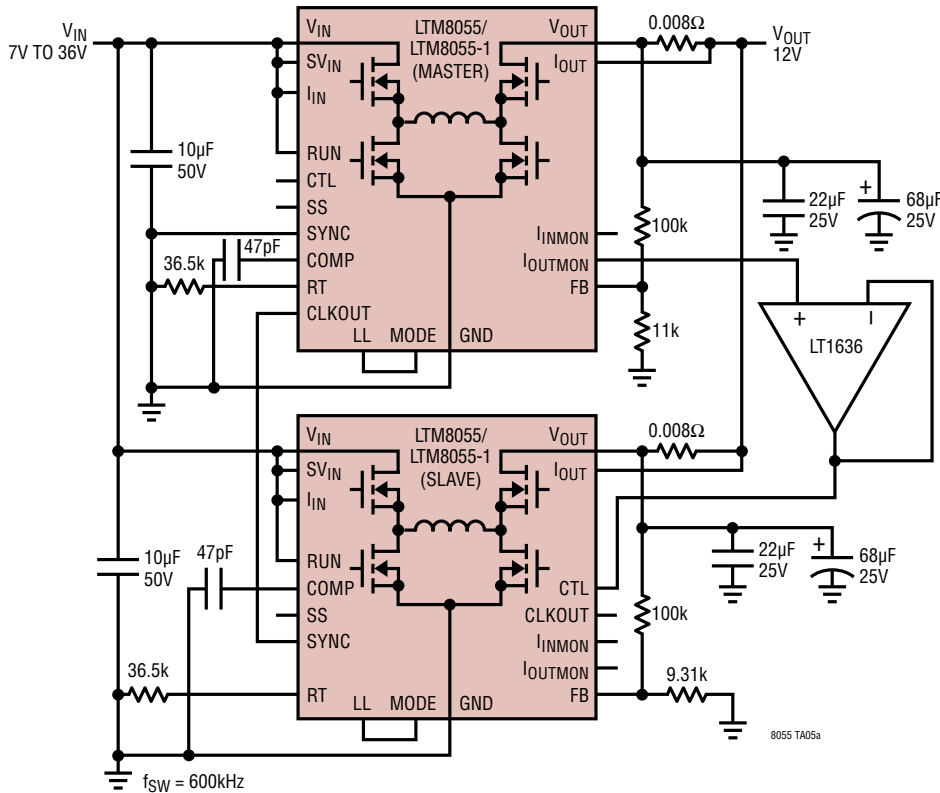 VIN
7V TO 36V
10µF
50V
36.5k
47pF
VIN
SVIN
IIN
RUN
CTL
SS
SYNC
COMP
RT
CLKOUT
LL
MODE
GND
LTM8055/
LTM8055-1
(MASTER)
VOUT
IOUT
IINMON
IOUTMON
FB
0.008Ω
VOUT
12V
100k
11k
22µF
25V
+
68µF
25V
+
–
LT1636
10µF
50V
47pF
36.5k
VIN
SVIN
IIN
RUN
COMP
SS
SYNC
RT
LL
MODE
GND
LTM8055/
LTM8055-1
(SLAVE)
VOUT
IOUT
CTL
CLKOUT
IINMON
IOUTMON
FB
0.008Ω
100k
9.31k
22µF
25V
+
68µF
25V
8055 TA05a
fSW = 600kHz